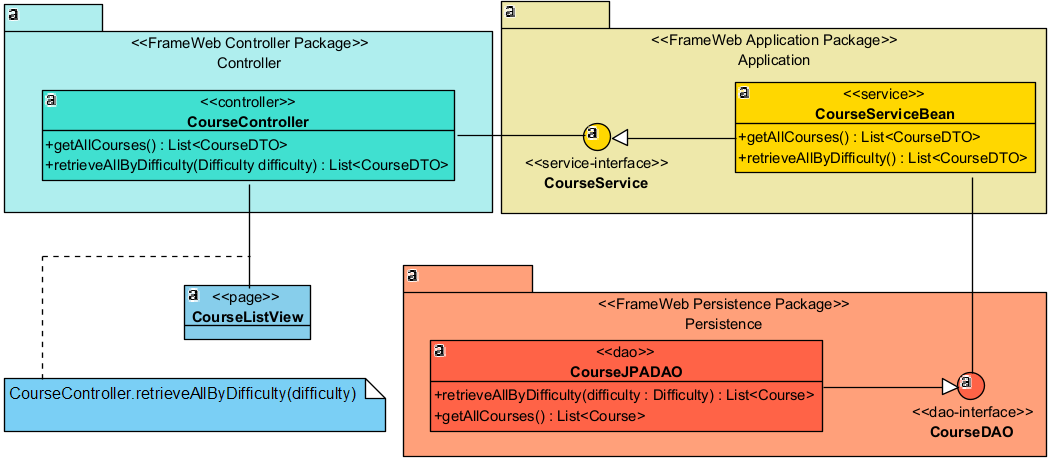 a
<<FrameWeb Controller Package>>
Controller
a
<<controller>>
CourseController
+getAllCourses() : List<CourseDTO>
+retrieveAllByDifficulty(Difficulty difficulty) : List<CourseDTO>
a
<<FrameWeb Application Package>>
Application
a
<<service-interface>>
CourseService
a
<<service>>
CourseServiceBean
+getAllCourses() : List<CourseDTO>
+retrieveAllByDifficulty() : List<CourseDTO>
a
<<page>>
CourseListView
CourseController.retrieveAllByDifficulty(difficulty)
a
<<FrameWeb Persistence Package>>
Persistence
a
<<dao>>
CourseJPADAO
+retrieveAllByDifficulty(difficulty : Difficulty) : List<Course>
+getAllCourses() : List<Course>
a
<<dao-interface>>
CourseDAO